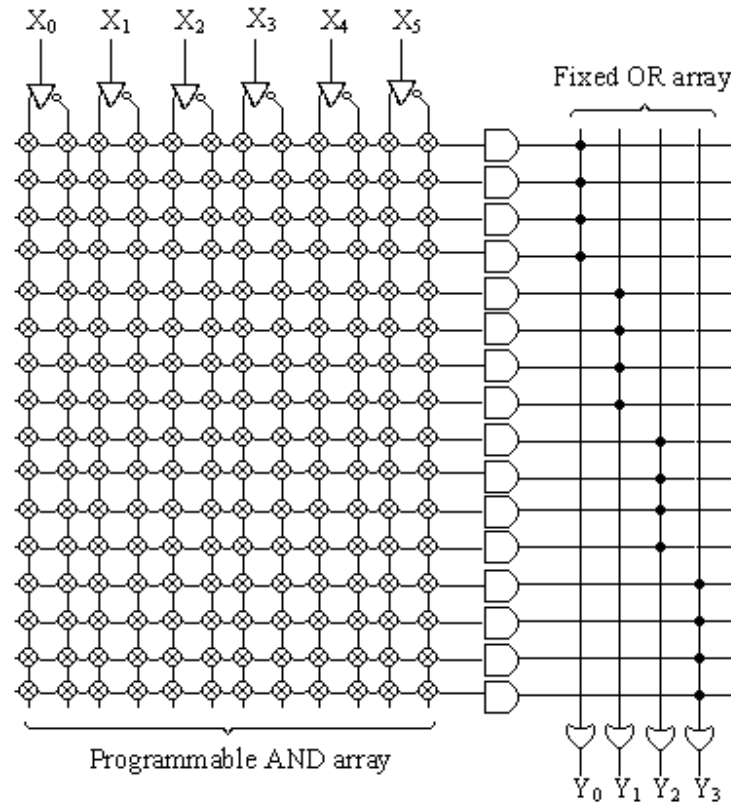 X₀ X₁ X₂ X₃ X₄ X₅
Fixed OR array
Programmable AND array
Y₀ Y₁ Y₂ Y₃